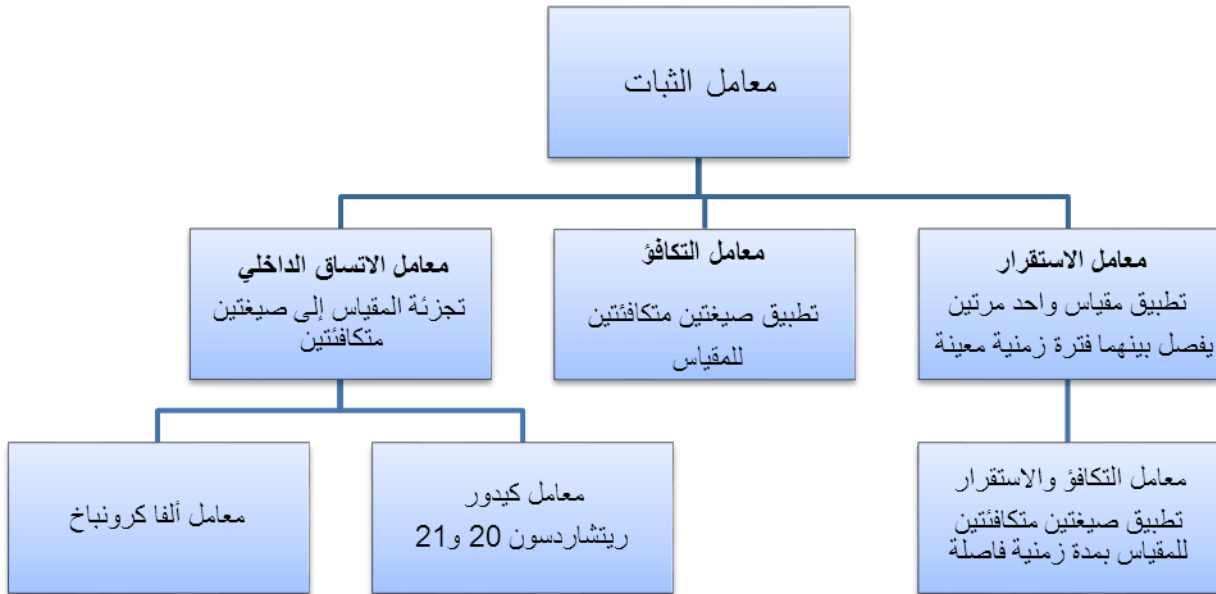 معامل الثبات
معامل الاستقرار
تطبيق مقياس واحد مرتين
يفصل بينهما فترة زمنية معينة
معامل التكافؤ
تطبيق صيغتين متكافئتين
للمقياس
معامل الاتساق الداخلي
تجزئة المقياس إلى صيغتين
متكافئتين
معامل التكافؤ والاستقرار
تطبيق صيغتين متكافئتين
للمقياس بمدة زمنية فاصلة
معامل كيدور
ريتشاردسون 20 و21
معامل ألفا كرونباخ